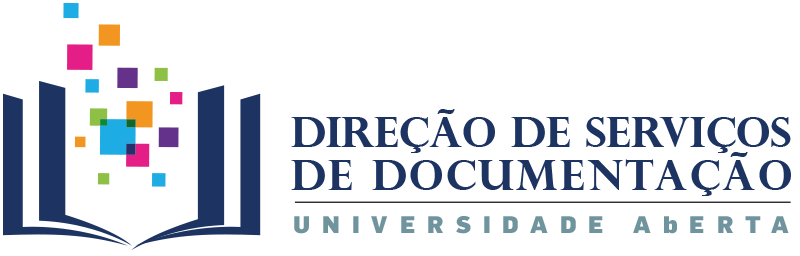 DIREÇÃO DE SERVIÇOS
DE DOCUMENTAÇÃO
UNIVERSIDADE AbERTA